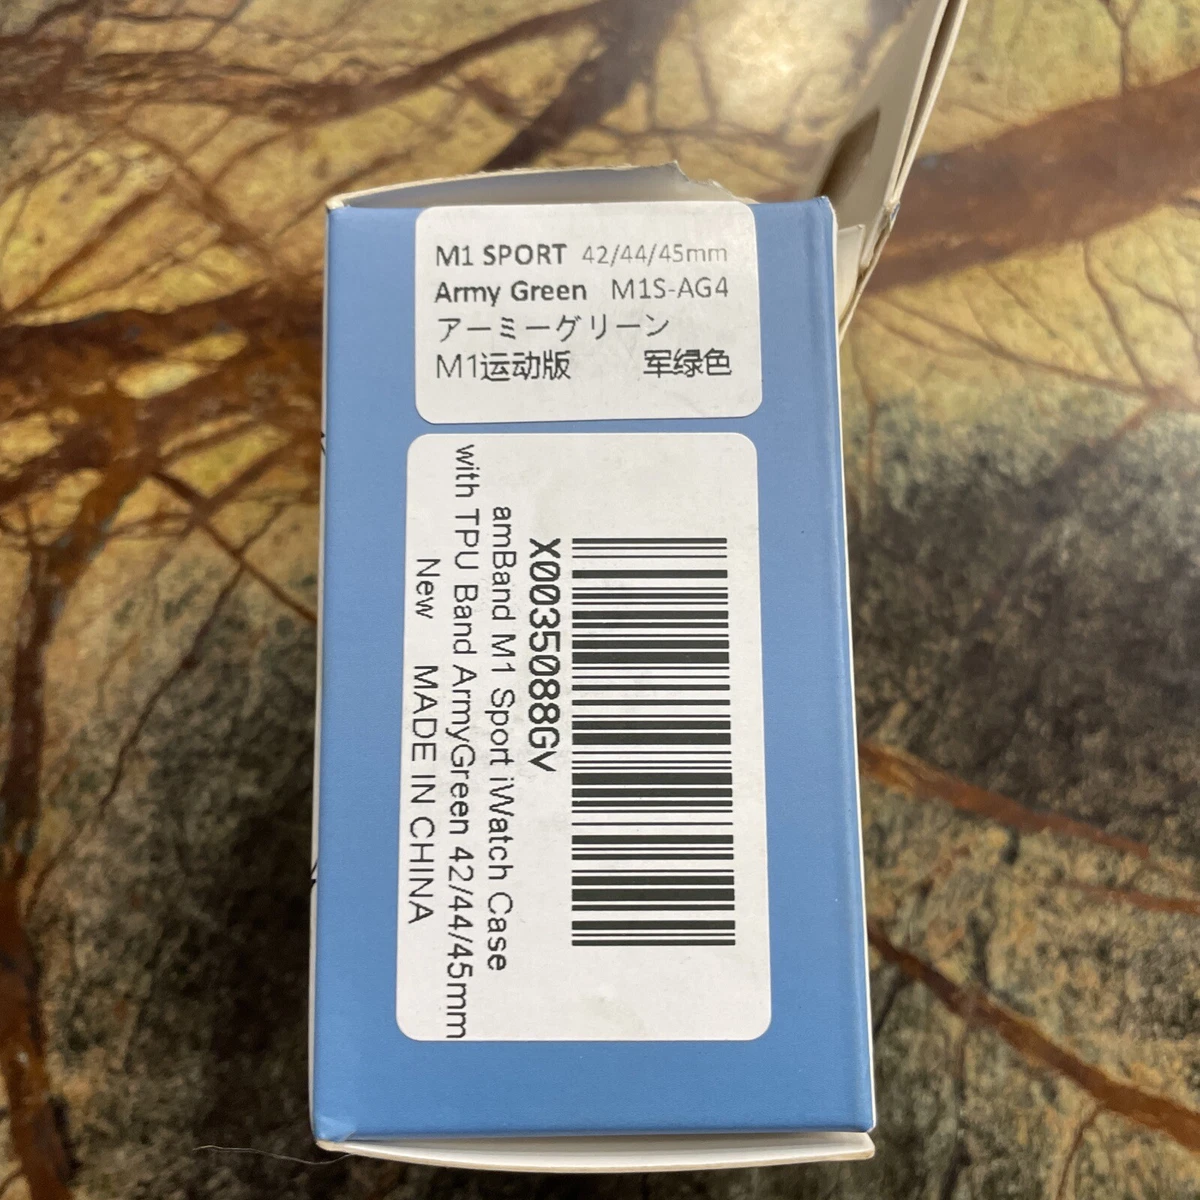 M1 SPORT 42/44/45mm
Army Green M1S-AG4
アーミーグリーン
M1运动版 军绿色
X0035088GV
amBand M1 Sport iWatch Case
with TPU Band ArmyGreen 42/44/45mm
New MADE IN CHINA